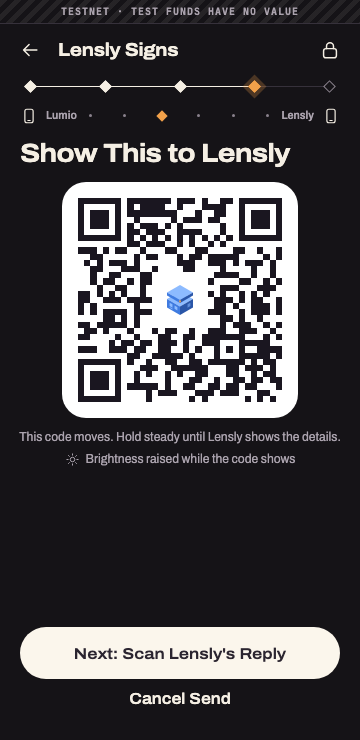 TESTNET · TEST FUNDS HAVE NO VALUE
Lensly Signs
Lumio
Lensly
Show This to Lensly
This code moves. Hold steady until Lensly shows the details.
Brightness raised while the code shows
Next: Scan Lensly's Reply
Cancel Send